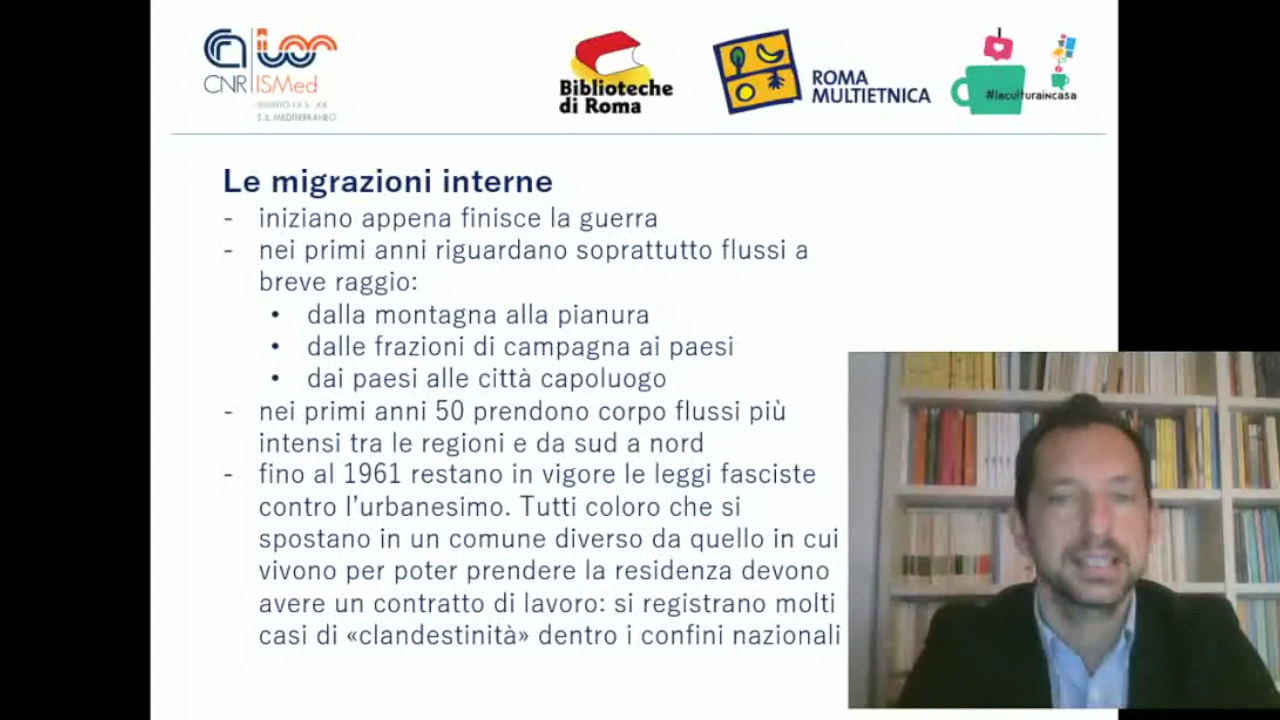 CNR ISMed
S.IL MEDITERRANEO
Biblioteche
di Roma
ROMA
MULTIETNICA
#laculturaincasa
Le migrazioni interne
- iniziano appena finisce la guerra
- nei primi anni riguardano soprattutto flussi a
breve raggio:
• dalla montagna alla pianura
• dalle frazioni di campagna ai paesi
• dai paesi alle città capoluogo
- nei primi anni 50 prendono corpo flussi più
intensi tra le regioni e da sud a nord
- fino al 1961 restano in vigore le leggi fasciste
contro l'urbanesimo. Tutti coloro che si
spostano in un comune diverso da quello in cui
vivono per poter prendere la residenza devono
avere un contratto di lavoro: si registrano molti
casi di «clandestinità» dentro i confini nazionali